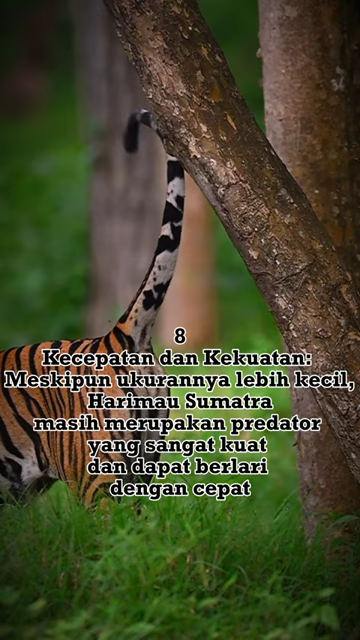 8
Kecepatan dan Kekuatan:
Meskipun ukurannya lebih kecil,
Harimau Sumatra
masih merupakan predator
yang sangat kuat
dan dapat berlari
dengan cepat